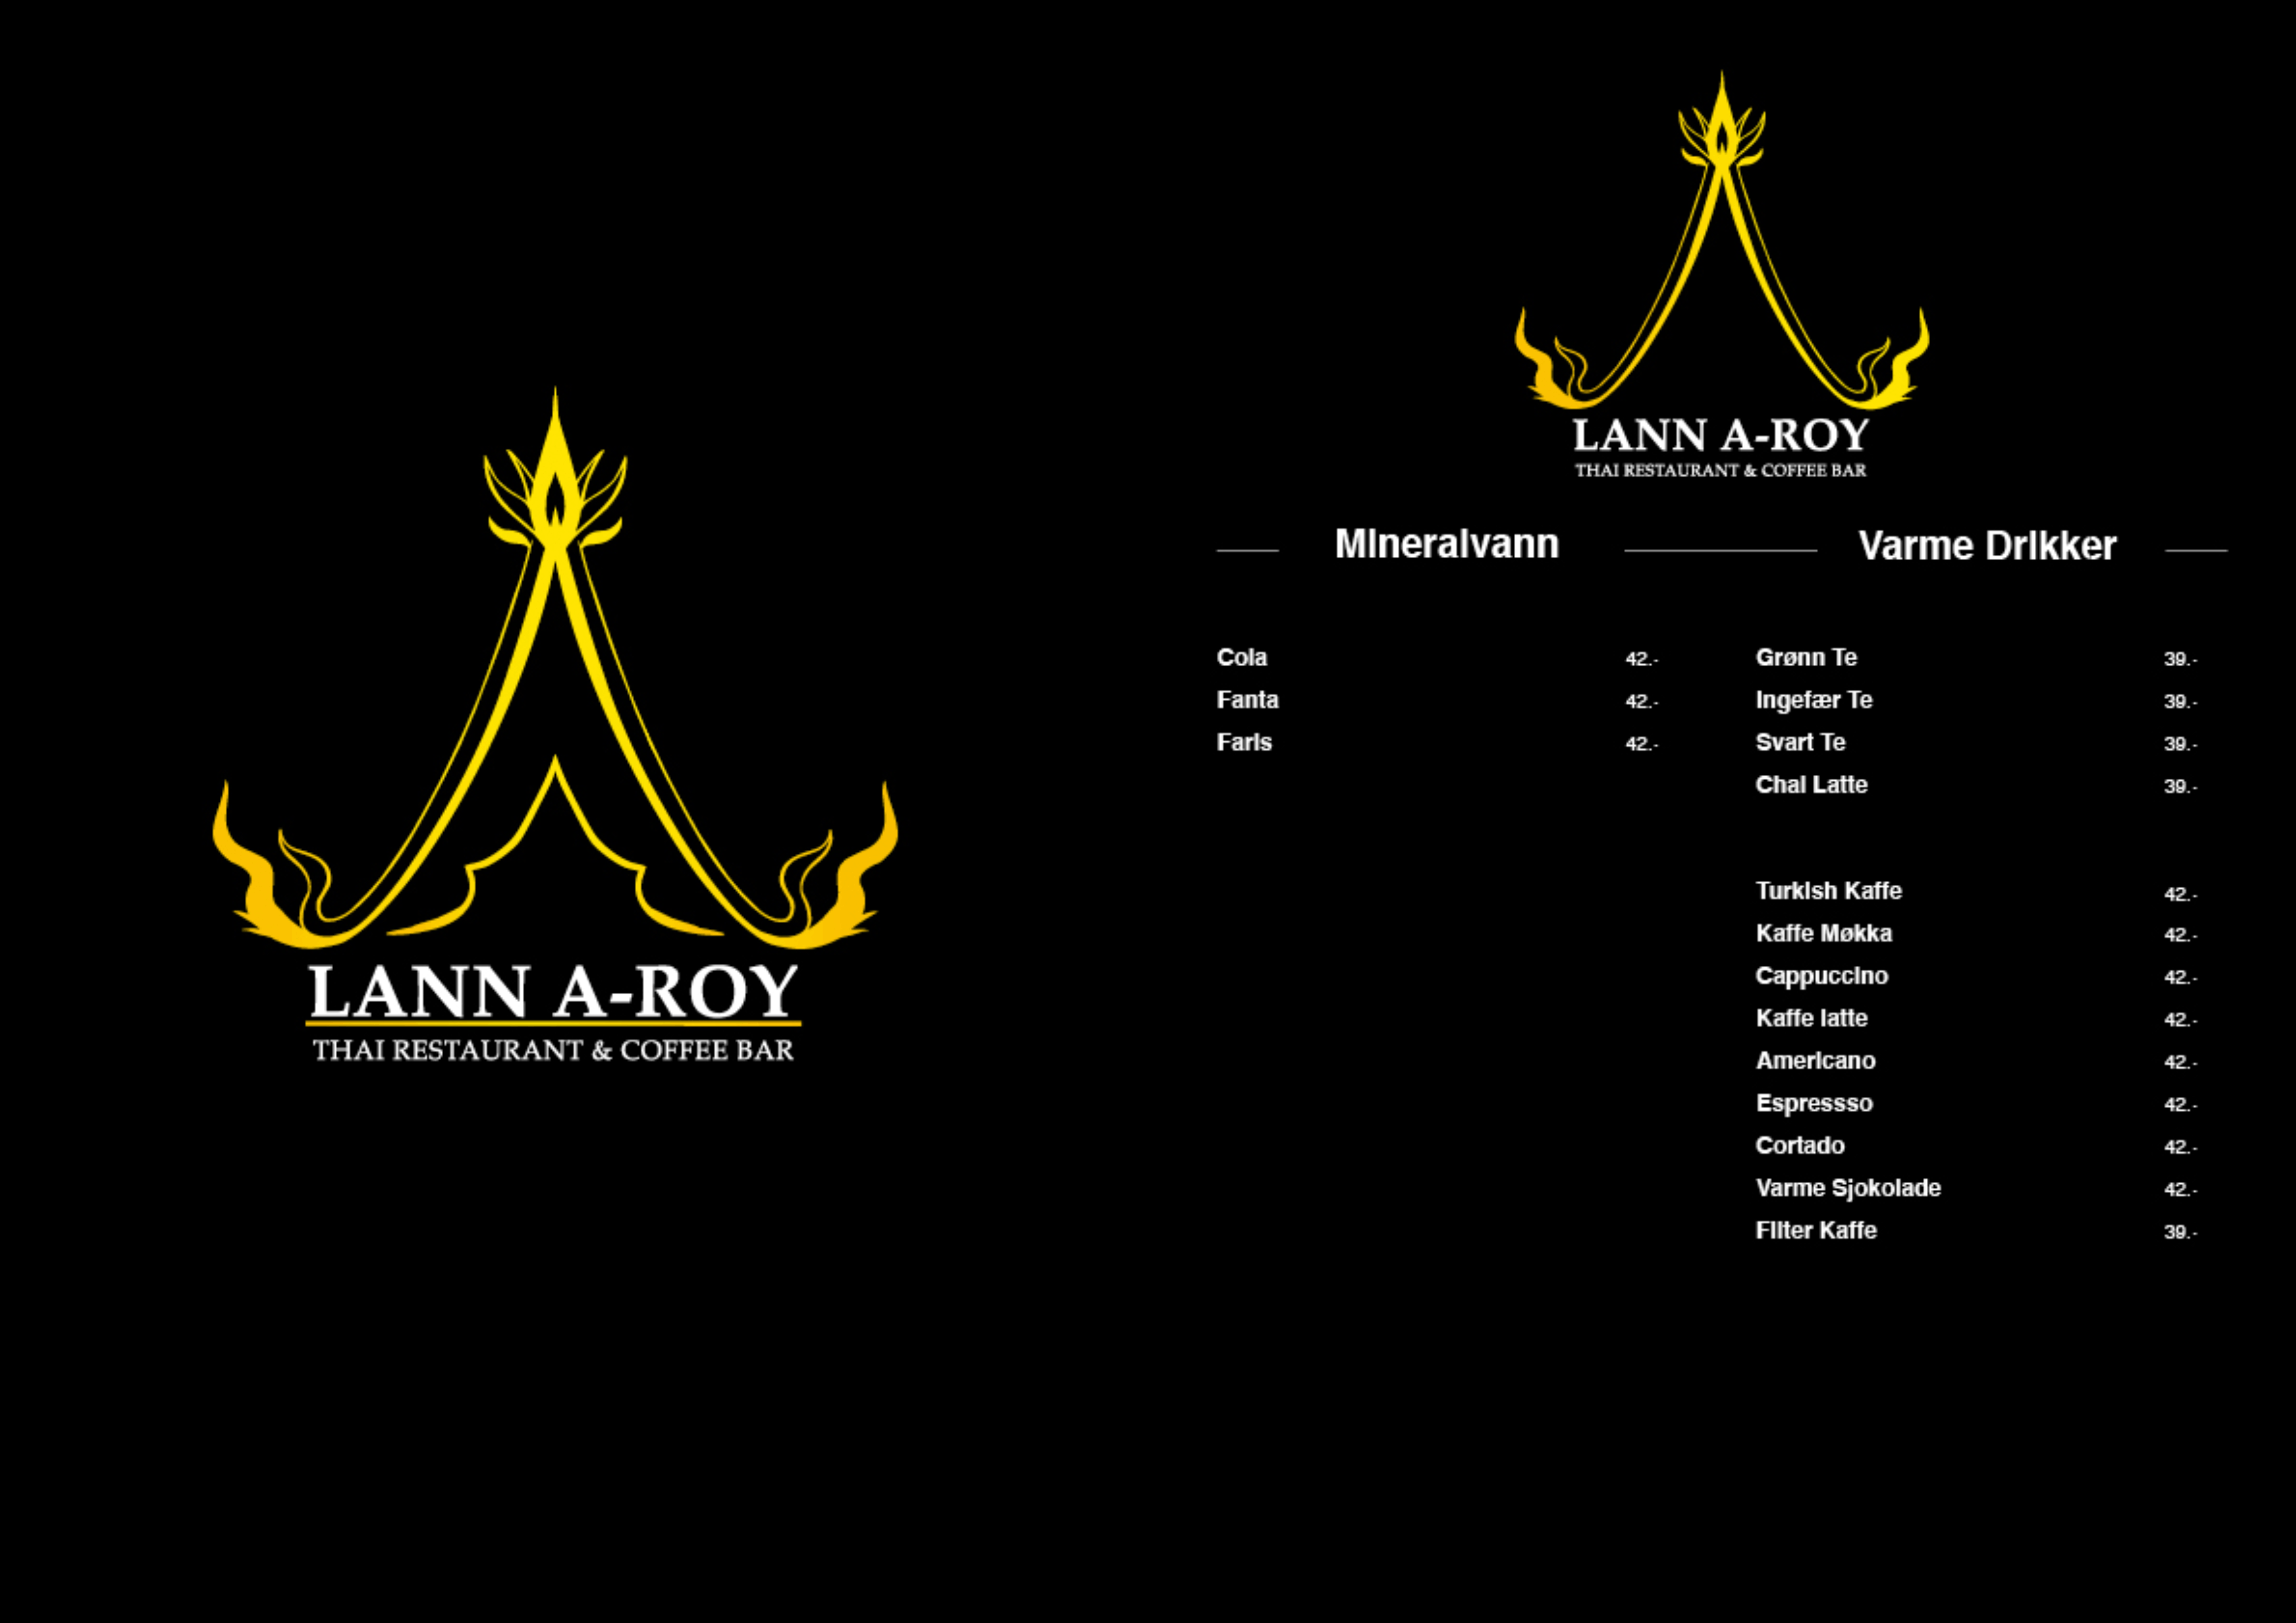 LANN A-ROY
THAI RESTAURANT & COFFEE BAR
LANN A-ROY
THAI RESTAURANT & COFFEE BAR
Mineralvann
Cola 42.-
Fanta 42.-
Faris 42.-
Varme Drikker
Grønn Te 39.-
Ingefær Te 39.-
Svart Te 39.-
Chai Latte 39.-
Turkish Kaffe 42.-
Kaffe Møkka 42.-
Cappuccino 42.-
Kaffe latte 42.-
Americano 42.-
Espressso 42.-
Cortado 42.-
Varme Sjokolade 42.-
Filter Kaffe 39.-